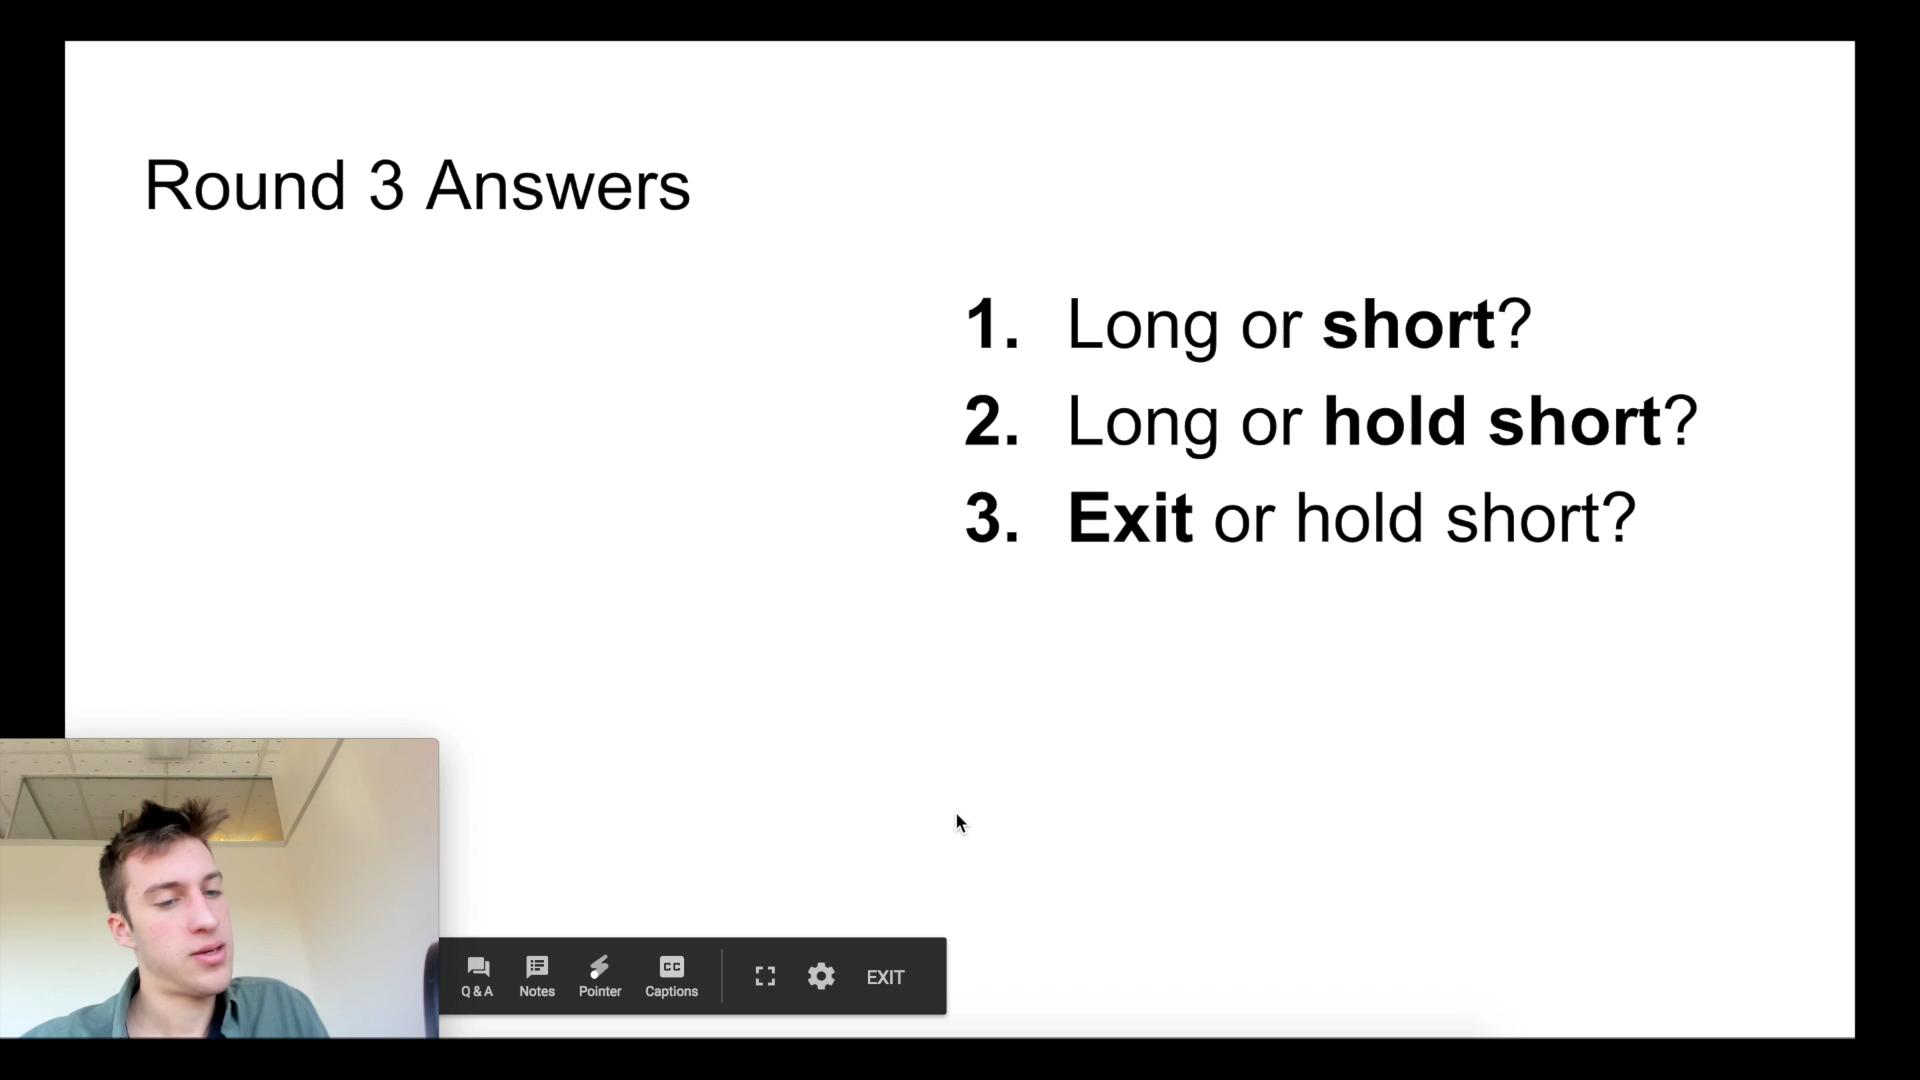 Round 3 Answers
1. Long or short?
2. Long or hold short?
3. Exit or hold short?
Q & A Notes Pointer CC Captions EXIT